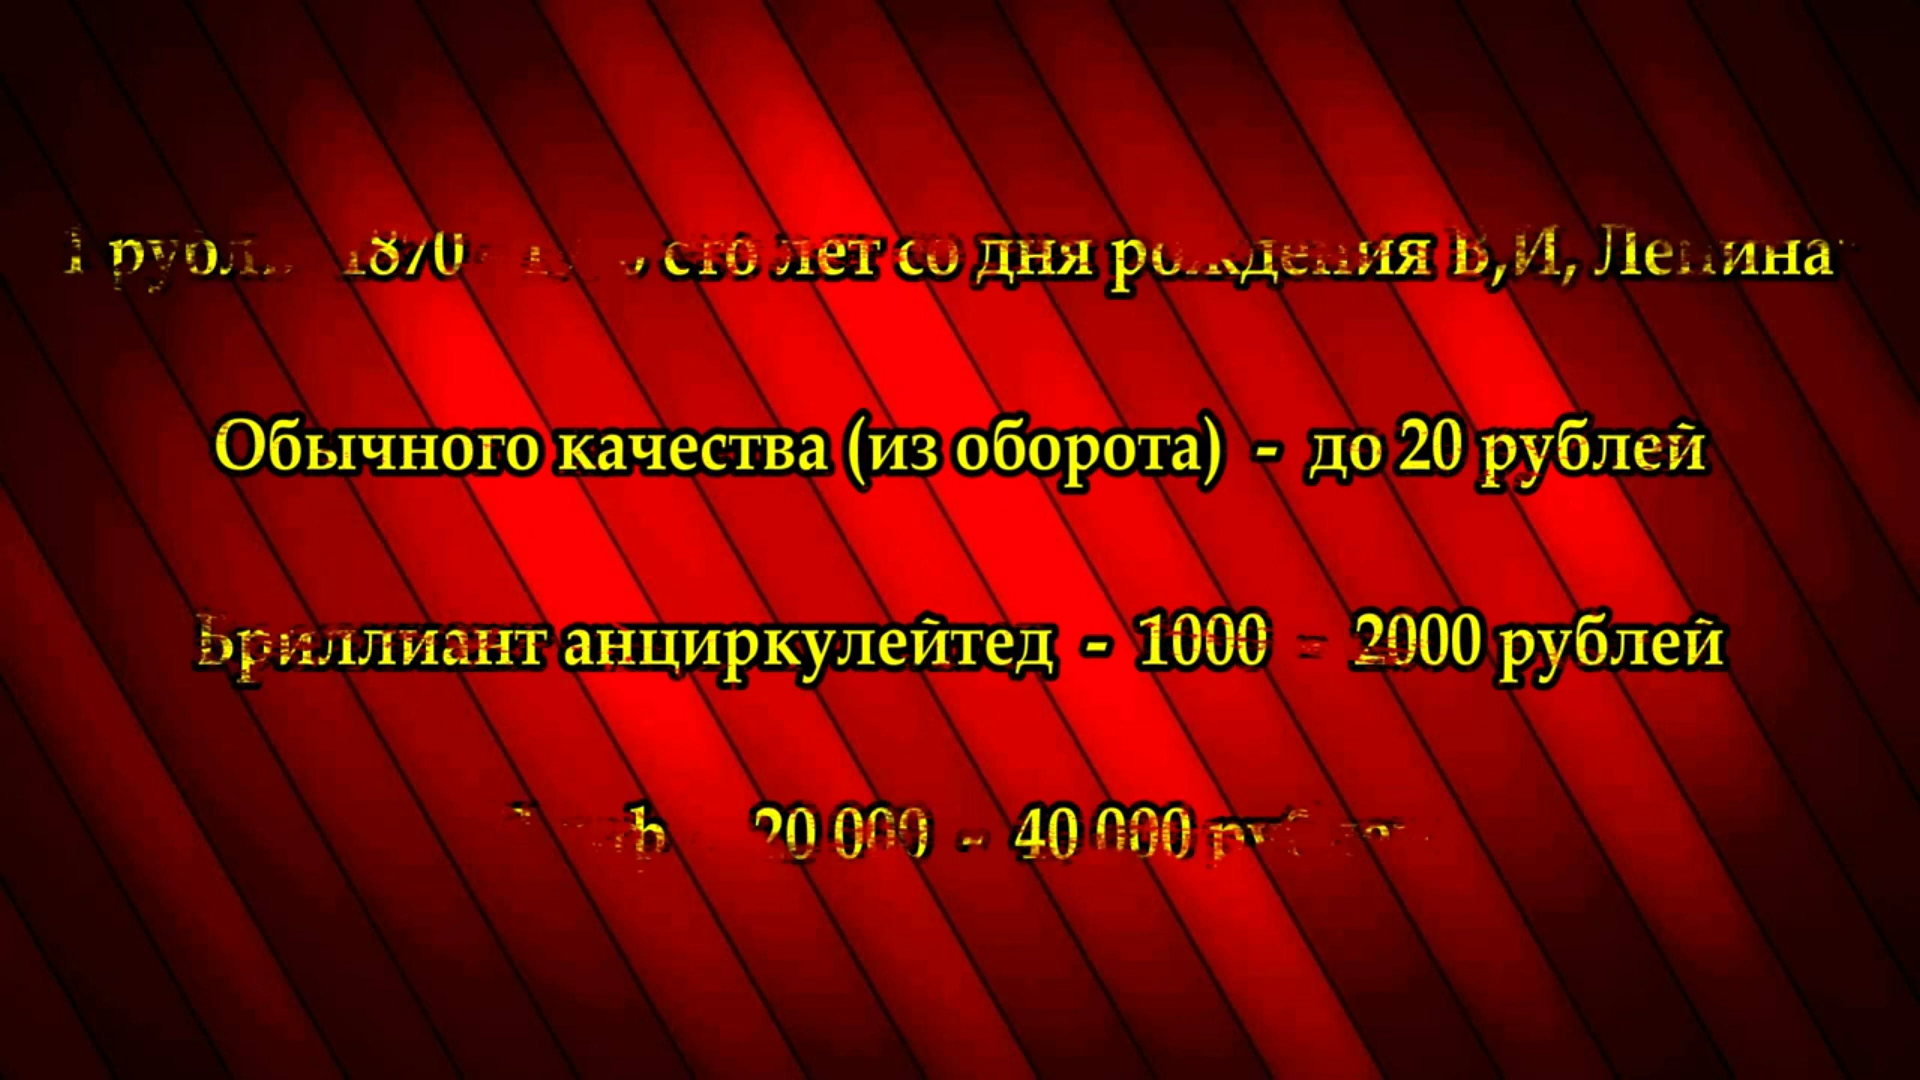 1 рубль 1870 - сто лет со дня рождения В,И, Ленина
Обычного качества (из оборота) - до 20 рублей
Бриллиант анциркулейтед - 1000 - 2000 рублей
20 000 - 40 000 рублей